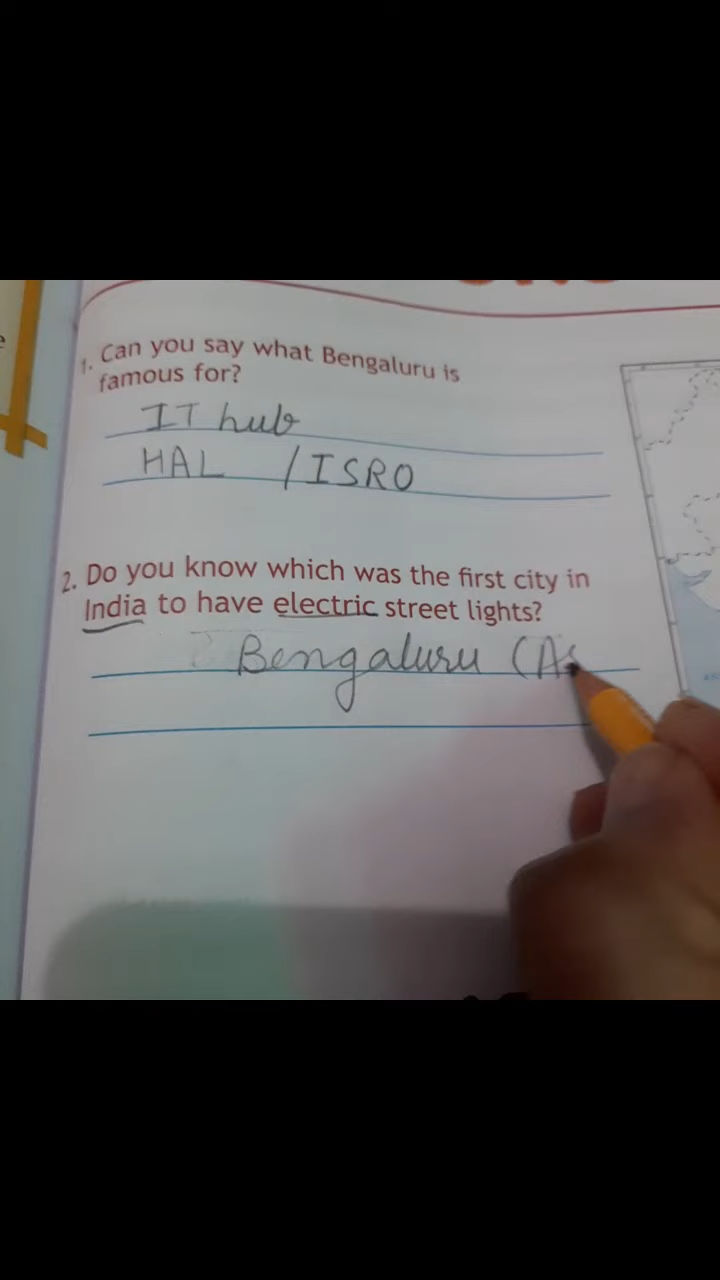 1. Can you say what Bengaluru is
famous for?
IT hub
HAL / ISRO
2. Do you know which was the first city in
India to have electric street lights?
Bengaluru (As